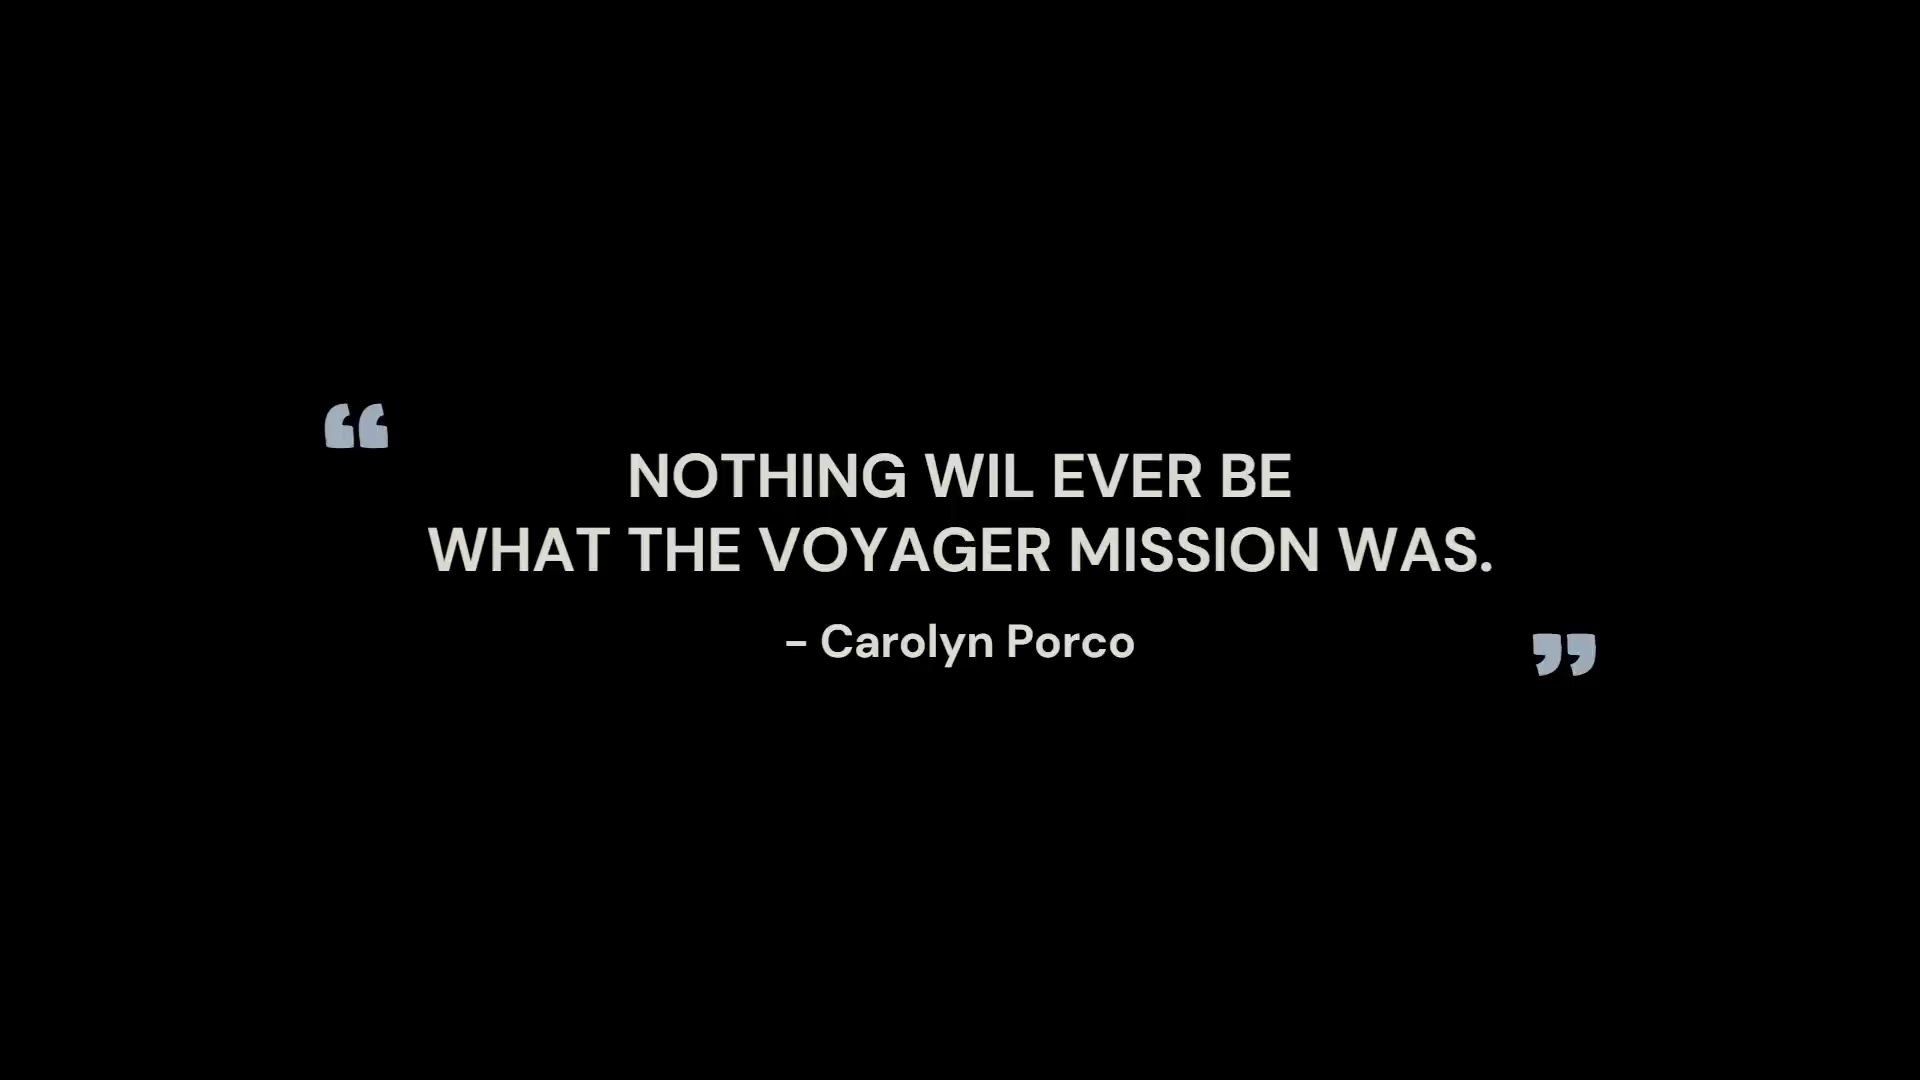 “
NOTHING WIL EVER BE
WHAT THE VOYAGER MISSION WAS.
– Carolyn Porco
”